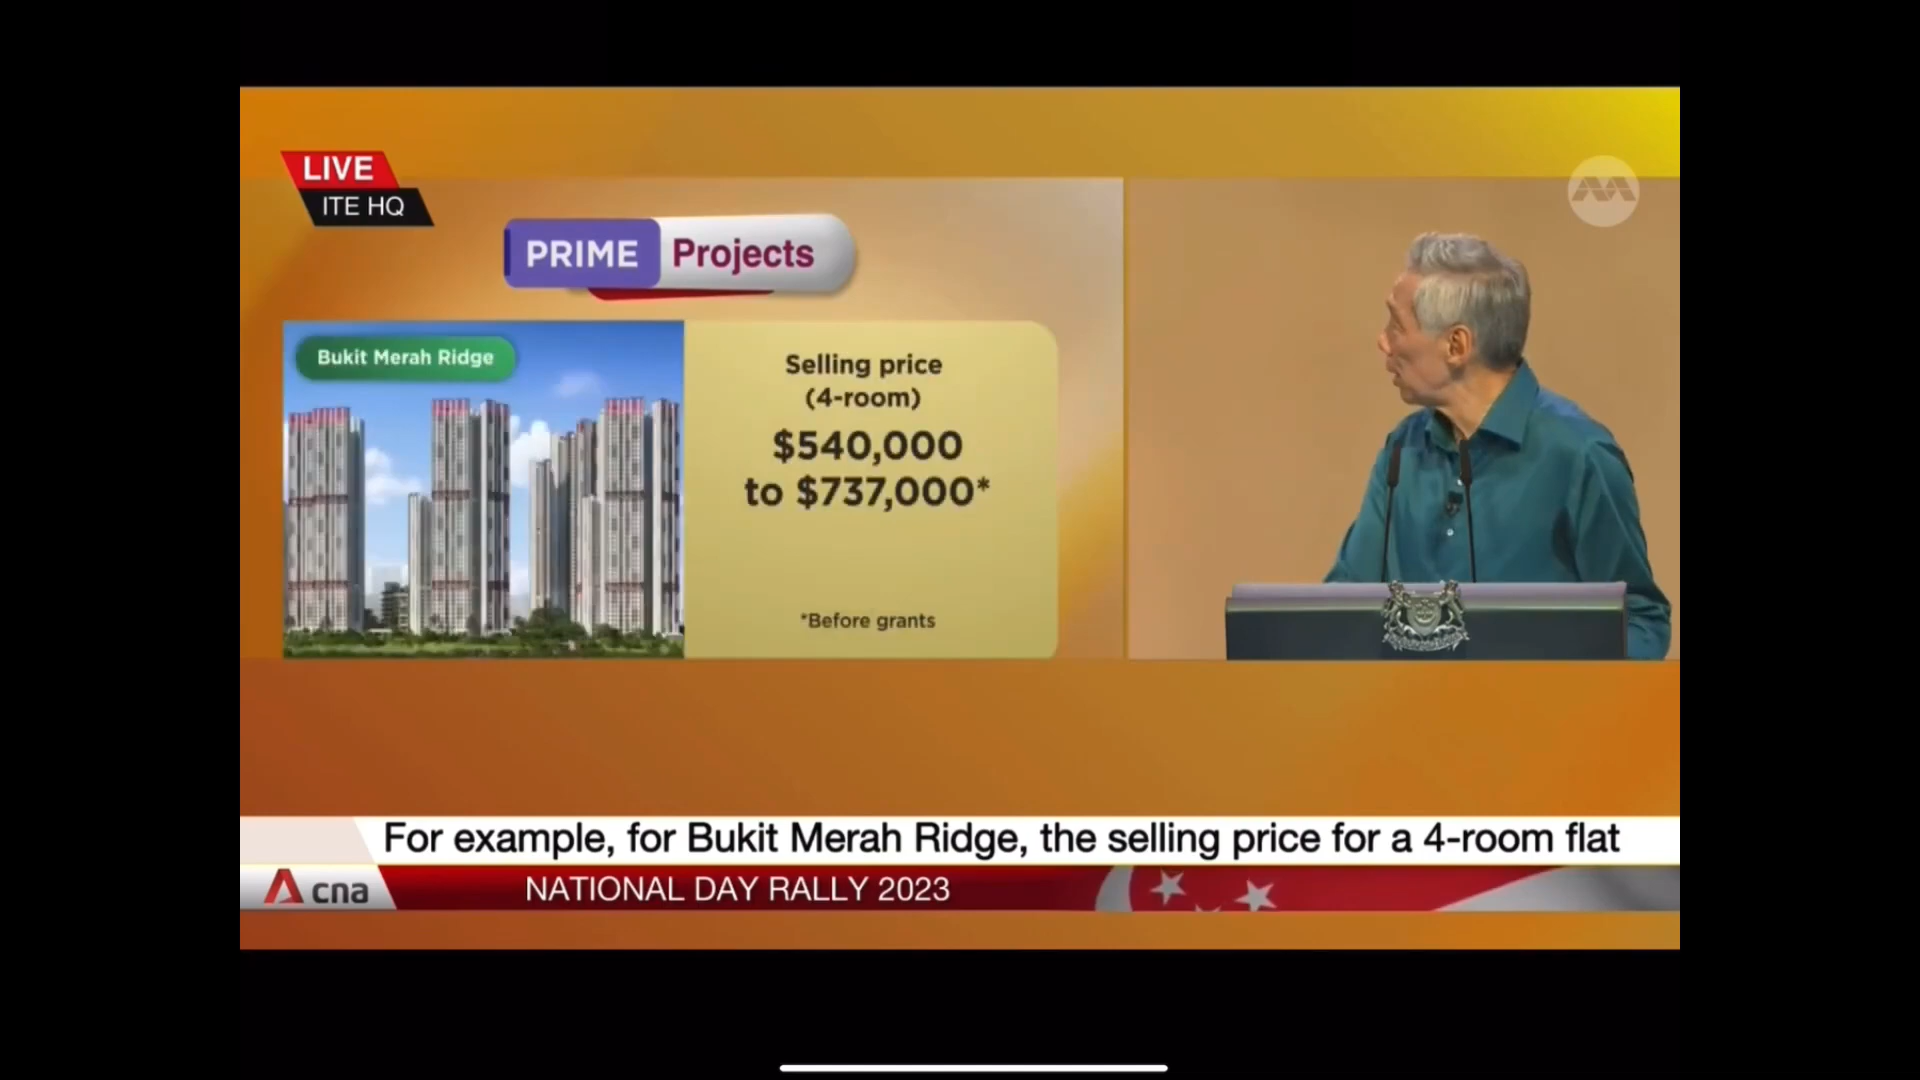 LIVE
ITE HQ
PRIME Projects
Bukit Merah Ridge
Selling price
(4-room)
$540,000
to $737,000*
*Before grants
For example, for Bukit Merah Ridge, the selling price for a 4-room flat
cna
NATIONAL DAY RALLY 2023